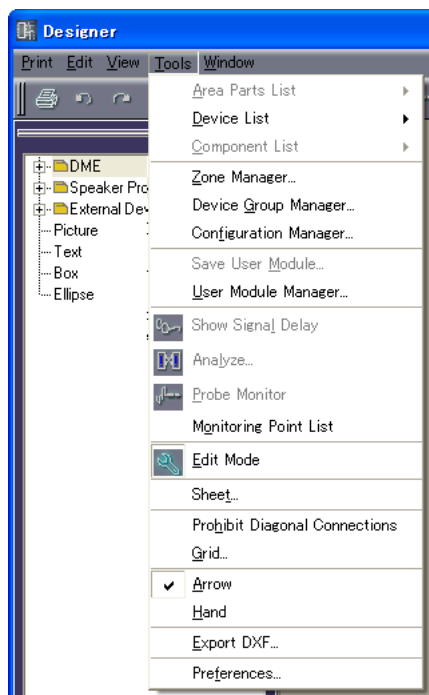 Designer
Print Edit View Tools Window
Area Parts List
Device List
Component List
Zone Manager...
Device Group Manager...
Configuration Manager...
Save User Module...
User Module Manager...
Show Signal Delay
Analyze...
Probe Monitor
Monitoring Point List
Edit Mode
Sheet...
Prohibit Diagonal Connections
Grid...
Arrow
Hand
Export DXF...
Preferences...
DME
Speaker Pro
External Dev
Picture
Text
Box
Ellipse